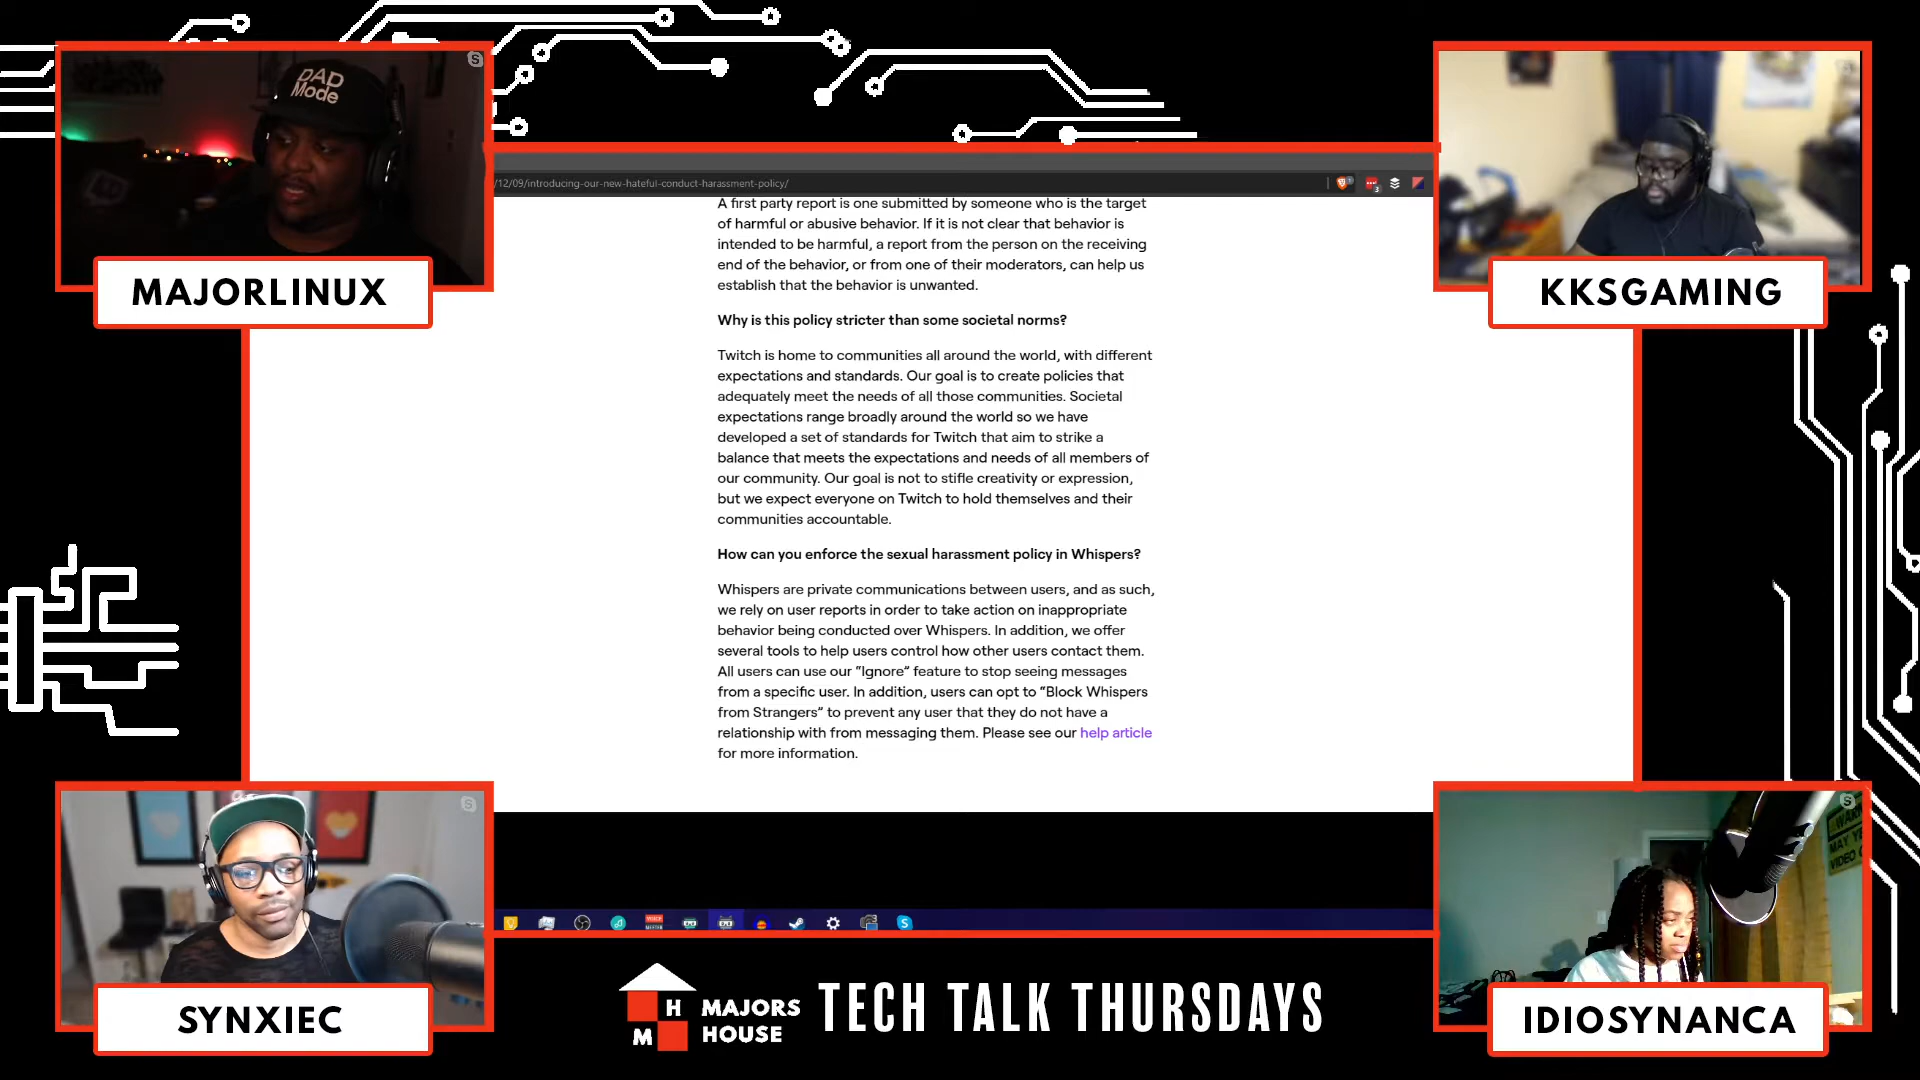 DAD
Mode
MAJORLINUX
KKSGAMING
/12/09/introducing-our-new-hateful-conduct-harassment-policy/
A first party report is one submitted by someone who is the target
of harmful or abusive behavior. If it is not clear that behavior is
intended to be harmful, a report from the person on the receiving
end of the behavior, or from one of their moderators, can help us
establish that the behavior is unwanted.
Why is this policy stricter than some societal norms?
Twitch is home to communities all around the world, with different
expectations and standards. Our goal is to create policies that
adequately meet the needs of all those communities. Societal
expectations range broadly around the world so we have
developed a set of standards for Twitch that aim to strike a
balance that meets the expectations and needs of all members of
our community. Our goal is not to stifle creativity or expression,
but we expect everyone on Twitch to hold themselves and their
communities accountable.
How can you enforce the sexual harassment policy in Whispers?
Whispers are private communications between users, and as such,
we rely on user reports in order to take action on inappropriate
behavior being conducted over Whispers. In addition, we offer
several tools to help users control how other users contact them.
All users can use our “Ignore” feature to stop seeing messages
from a specific user. In addition, users can opt to “Block Whispers
from Strangers” to prevent any user that they do not have a
relationship with from messaging them. Please see our help article
for more information.
SYNXIEC
IDIOSYNANCA
H
M
MAJORS
HOUSE
TECH TALK THURSDAYS